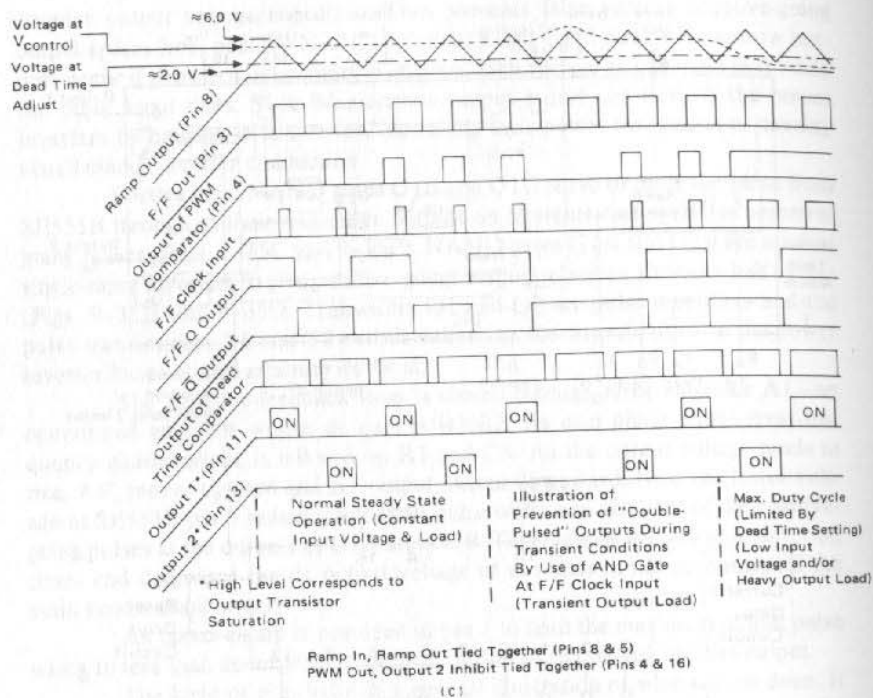 Voltage at
Vcontrol
Voltage at
Dead Time
Adjust
≈6.0 V
≈2.0 V
Ramp Output (Pin 8)
F/F Out (Pin 9)
Output of PWM
Comparator (Pin 4)
F/F Clock Input
F/F Q Output
F/F Q̅ Output
Output of Dead
Time Comparator
Output 1* (Pin 11)
Output 2* (Pin 13)
ON ON ON ON ON
ON ON ON ON
Normal Steady State
Operation (Constant
Input Voltage & Load)
*High Level Corresponds to
Output Transistor
Saturation
Illustration of
Prevention of "Double-
Pulsed" Outputs During
Transient Conditions
By Use of AND Gate
At F/F Clock Input
(Transient Output Load)
Max. Duty Cycle
(Limited By
Dead Time Setting)
(Low Input
Voltage and/or
Heavy Output Load)
Ramp In, Ramp Out Tied Together (Pins 8 & 5)
PWM Out, Output 2 Inhibit Tied Together (Pins 4 & 16)
(C)